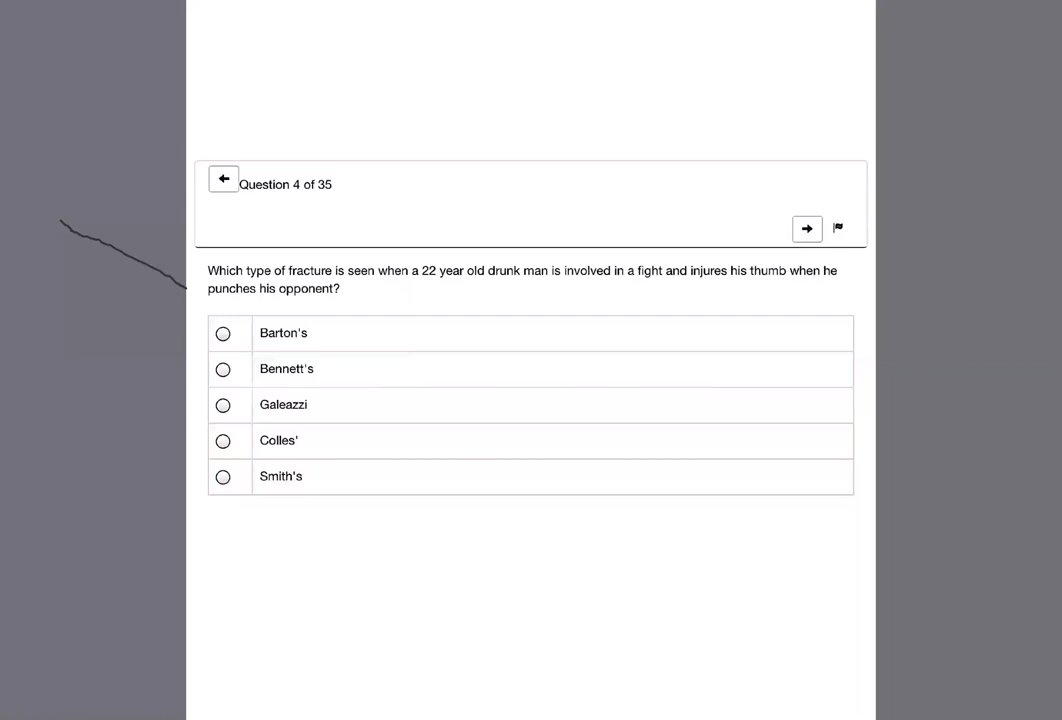 Question 4 of 35
Which type of fracture is seen when a 22 year old drunk man is involved in a fight and injures his thumb when he
punches his opponent?
Barton's
Bennett's
Galeazzi
Colles'
Smith's